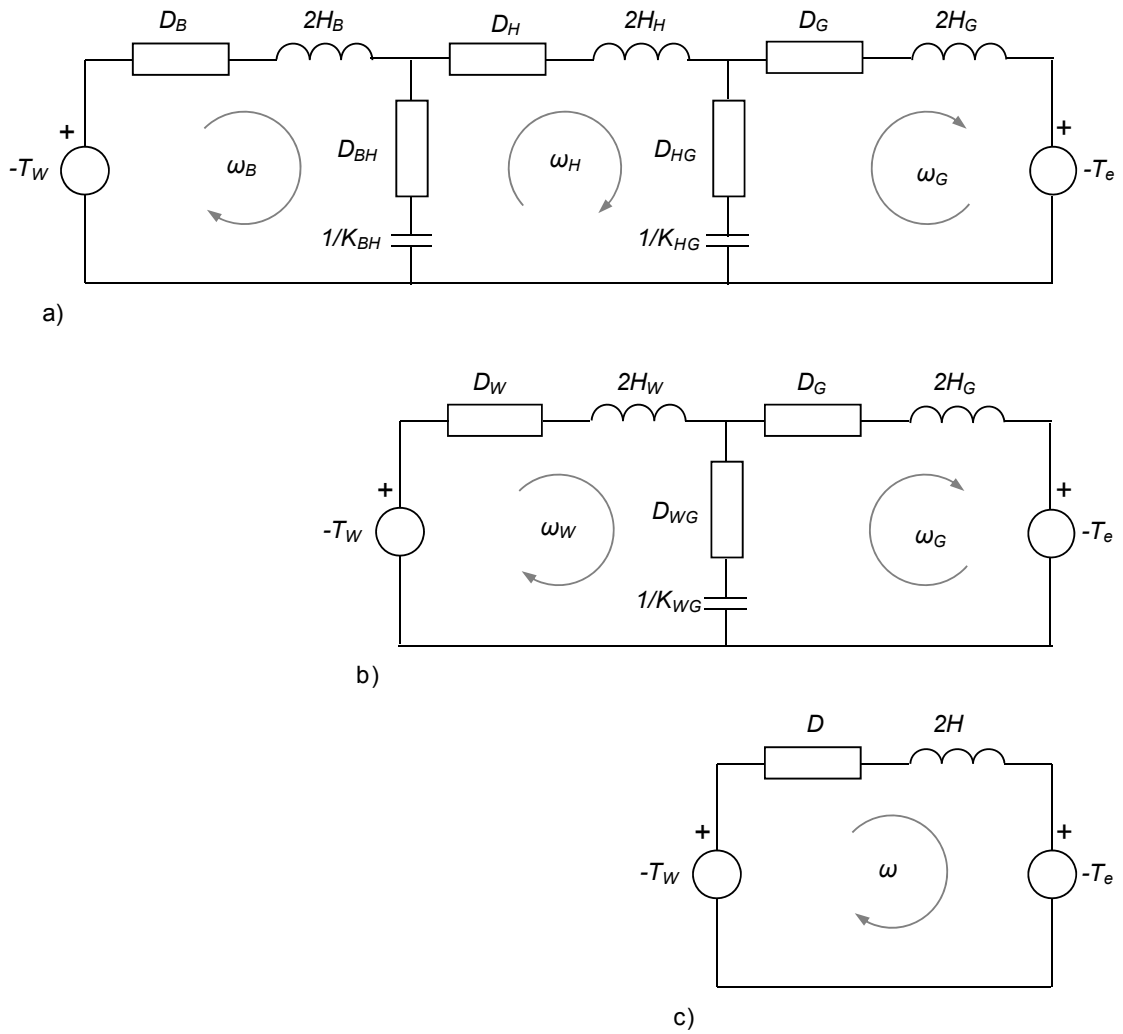 D_B 2H_B D_H 2H_H D_G 2H_G
+ +
-T_W ω_B D_BH ω_H D_HG ω_G -T_e
1/K_BH 1/K_HG
a)
D_W 2H_W D_G 2H_G
+ +
-T_W ω_W D_WG ω_G -T_e
1/K_WG
b)
D 2H
+ +
-T_W ω -T_e
c)